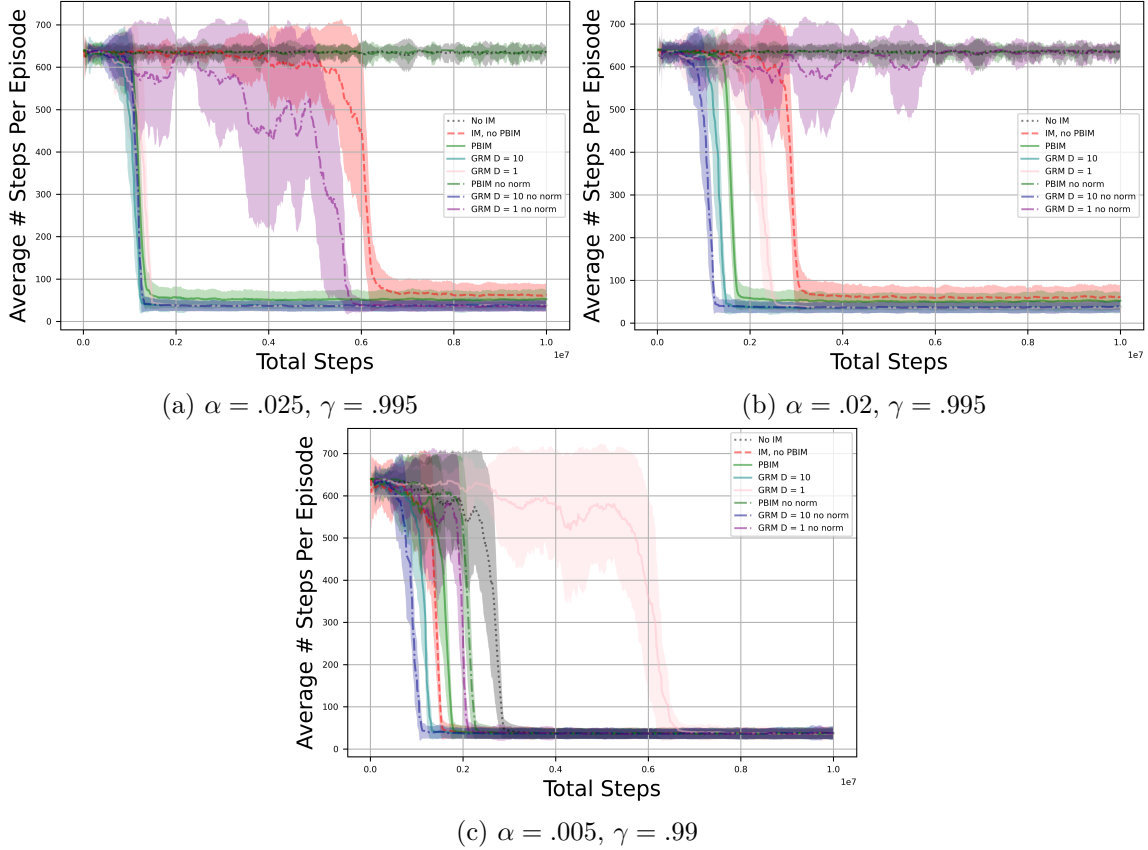 700
600
500
400
300
200
100
0
Average # Steps Per Episode
No IM
IM, no PBIM
PBIM
GRM D = 10
GRM D = 1
PBIM no norm
GRM D = 10 no norm
GRM D = 1 no norm
0.0 0.2 0.4 0.6 0.8 1.0
1e7
Total Steps
(a) α = .025, γ = .995
700
600
500
400
300
200
100
0
Average # Steps Per Episode
No IM
IM, no PBIM
PBIM
GRM D = 10
GRM D = 1
PBIM no norm
GRM D = 10 no norm
GRM D = 1 no norm
0.0 0.2 0.4 0.6 0.8 1.0
1e7
Total Steps
(b) α = .02, γ = .995
700
600
500
400
300
200
100
0
Average # Steps Per Episode
No IM
IM, no PBIM
PBIM
GRM D = 10
GRM D = 1
PBIM no norm
GRM D = 10 no norm
GRM D = 1 no norm
0.0 0.2 0.4 0.6 0.8 1.0
1e7
Total Steps
(c) α = .005, γ = .99